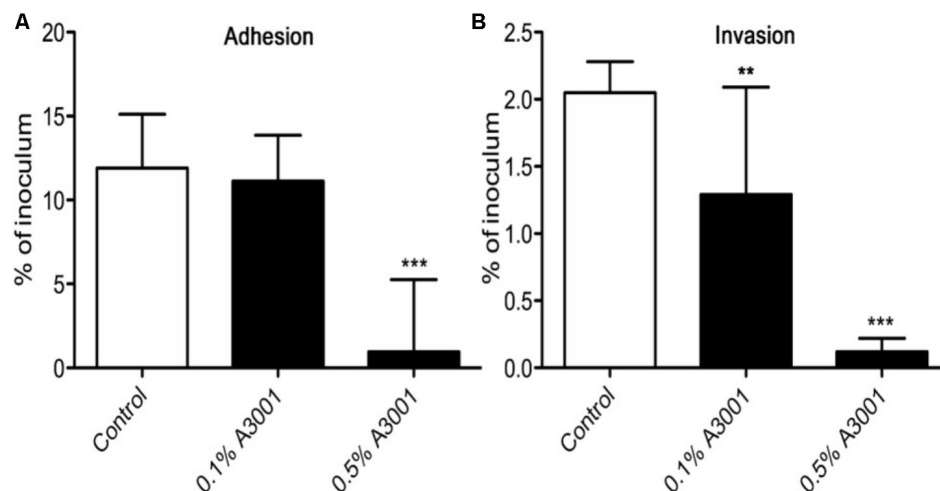 A
Adhesion
% of inoculum
20
15
10
5
0
***
Control
0.1% A3001
0.5% A3001
B
Invasion
% of inoculum
2.5
2.0
1.5
1.0
0.5
0.0
**
***
Control
0.1% A3001
0.5% A3001